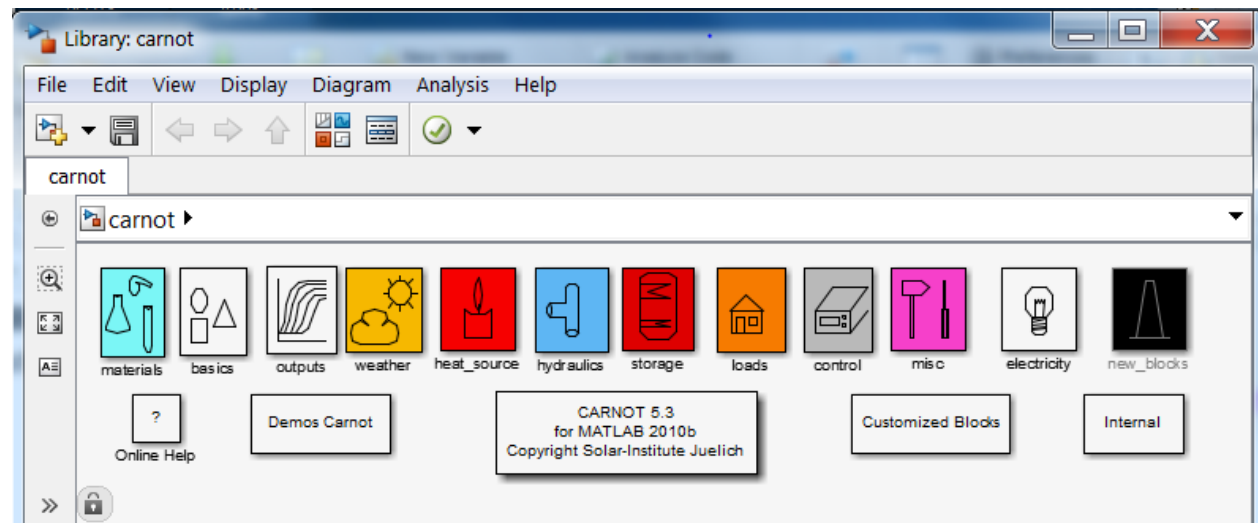 Library: carnot
File Edit View Display Diagram Analysis Help
carnot
carnot
materials basics outputs weather heat_source hydraulics storage loads control misc electricity new_blocks
?
Online Help
Demos Carnot
CARNOT 5.3
for MATLAB 2010b
Copyright Solar-Institute Juelich
Customized Blocks
Internal